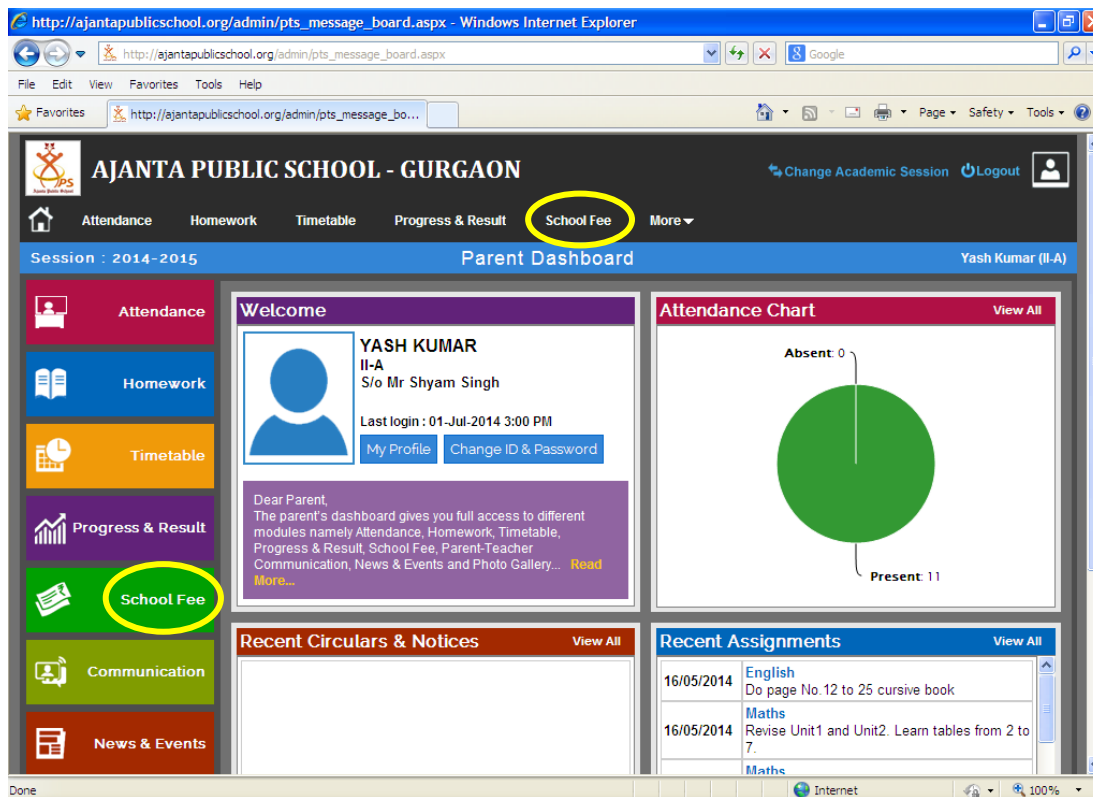 http://ajantapublicschool.org/admin/pts_message_board.aspx - Windows Internet Explorer
http://ajantapublicschool.org/admin/pts_message_board.aspx
Google
File Edit View Favorites Tools Help
Favorites
http://ajantapublicschool.org/admin/pts_message_bo...
Page Safety Tools
JPS
AJANTA PUBLIC SCHOOL - GURGAON
Change Academic Session Logout
Attendance Homework Timetable Progress & Result School Fee More
Session : 2014-2015 Parent Dashboard Yash Kumar (II-A)
Attendance
Homework
Timetable
Progress & Result
School Fee
Communication
News & Events
Welcome
YASH KUMAR
II-A
S/o Mr Shyam Singh
Last login : 01-Jul-2014 3:00 PM
My Profile Change ID & Password
Dear Parent,
The parent's dashboard gives you full access to different
modules namely Attendance, Homework, Timetable,
Progress & Result, School Fee, Parent-Teacher
Communication, News & Events and Photo Gallery... Read
More...
Attendance Chart View All
Absent: 0
Present: 11
Recent Circulars & Notices View All
Recent Assignments View All
16/05/2014 English
Do page No.12 to 25 cursive book
Maths
16/05/2014 Revise Unit1 and Unit2. Learn tables from 2 to
7.
Maths
Done Internet 100%